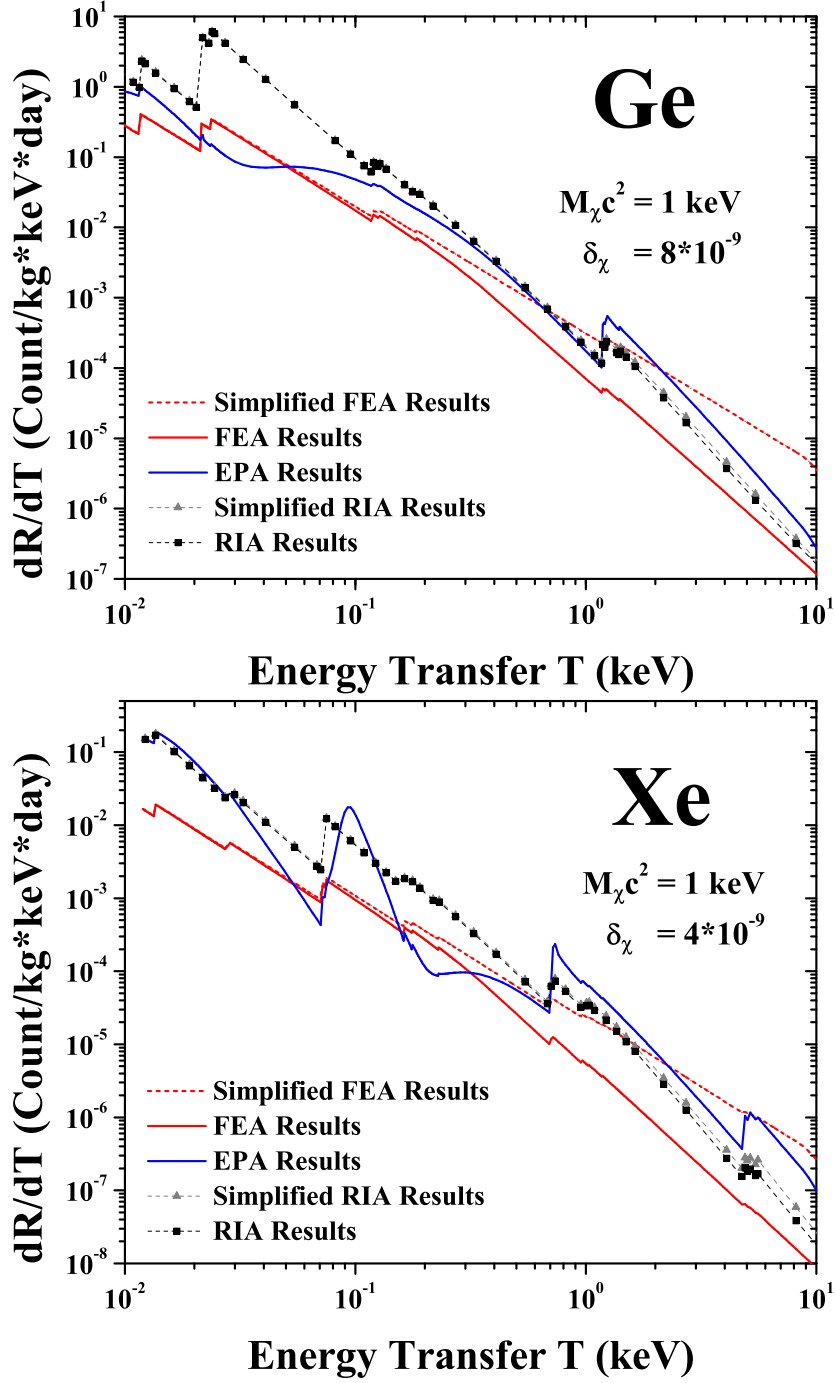 10^1
10^0
10^-1
10^-2
10^-3
10^-4
10^-5
10^-6
10^-7
dR/dT (Count/kg*keV*day)
Ge
M_χc^2 = 1 keV
δ_χ = 8*10^-9
Simplified FEA Results
FEA Results
EPA Results
Simplified RIA Results
RIA Results
10^-2 10^-1 10^0 10^1
Energy Transfer T (keV)
10^-1
10^-2
10^-3
10^-4
10^-5
10^-6
10^-7
10^-8
dR/dT (Count/kg*keV*day)
Xe
M_χc^2 = 1 keV
δ_χ = 4*10^-9
Simplified FEA Results
FEA Results
EPA Results
Simplified RIA Results
RIA Results
10^-2 10^-1 10^0 10^1
Energy Transfer T (keV)